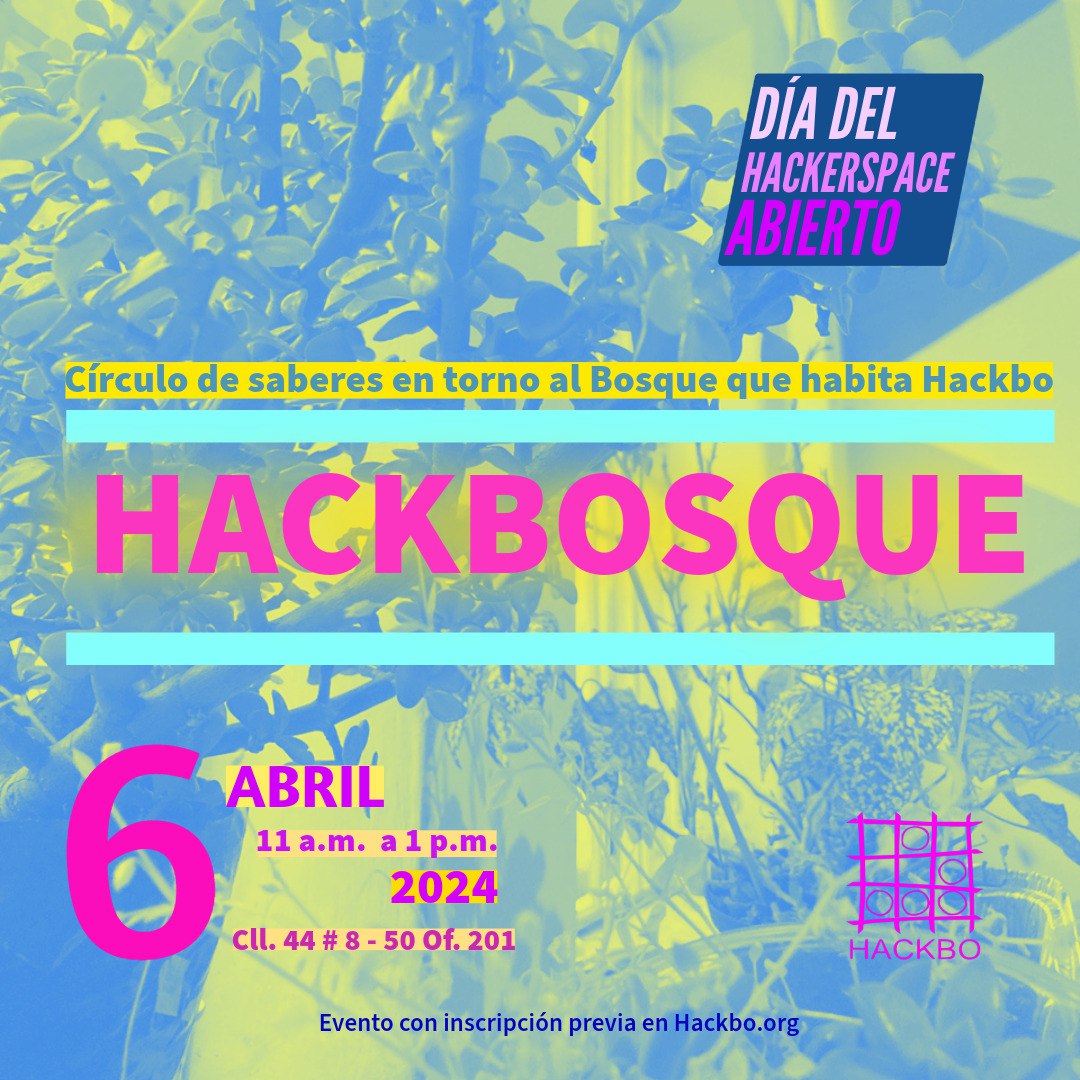 DÍA DEL
HACKERSPACE
ABIERTO
Círculo de saberes en torno al Bosque que habita Hackbo
HACKBOSQUE
6
ABRIL
11 a.m. a 1 p.m.
2024
Cll. 44 # 8 - 50 Of. 201
HACKBO
Evento con inscripción previa en Hackbo.org